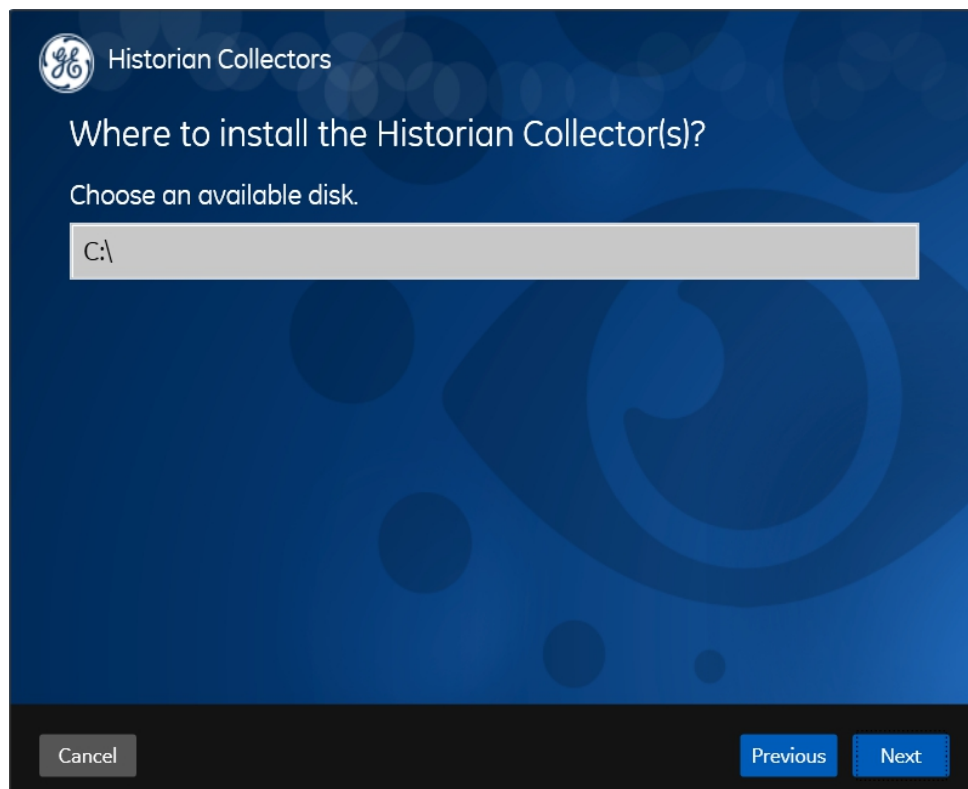 Historian Collectors
Where to install the Historian Collector(s)?
Choose an available disk.
C:\
Cancel
Previous
Next